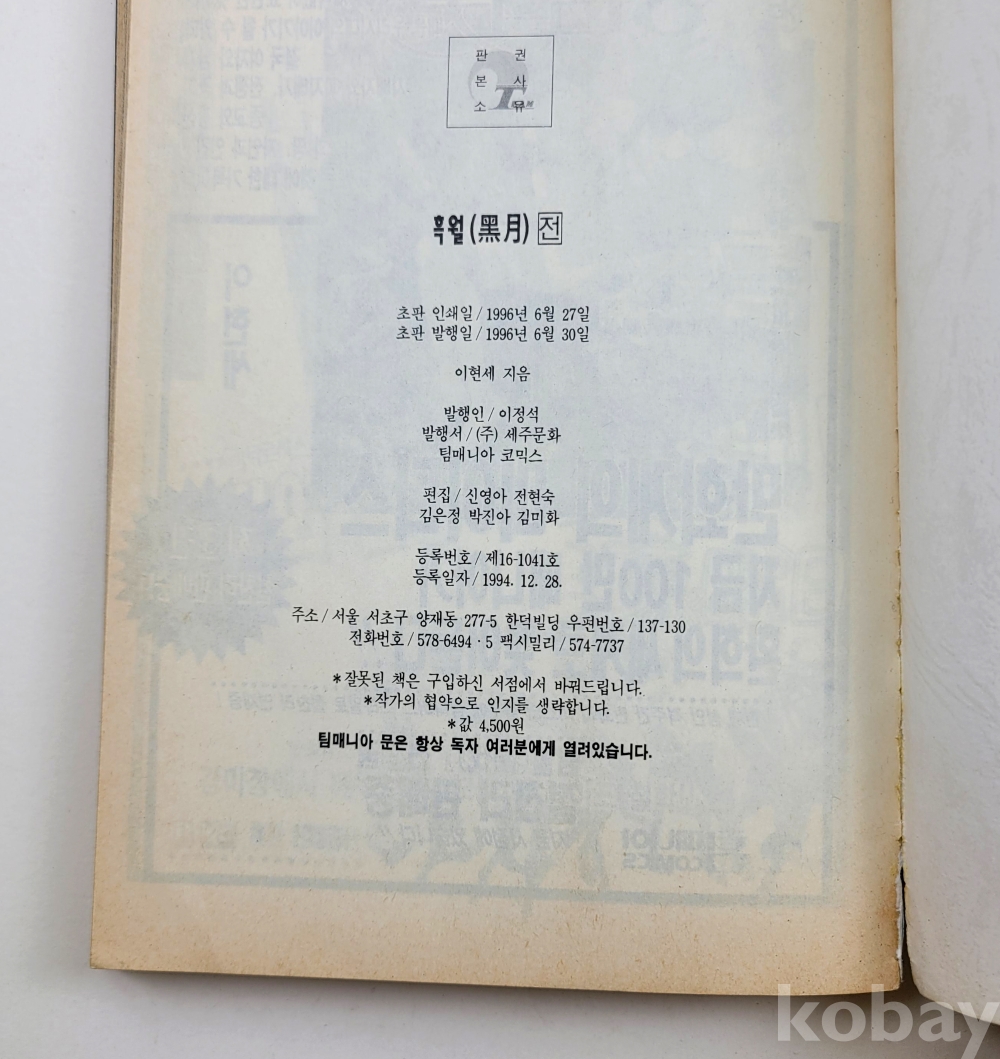 판 권
본 사
소 유
흑월(黑月) 전
초판 인쇄일/1996년 6월 27일
초판 발행일/1996년 6월 30일
이현세 지음
발행인/이정석
발행서/(주) 세주문화
팀매니아 코믹스
편집/신영아 전현숙
김은정 박진아 김미화
등록번호/제16-1041호
등록일자/1994. 12. 28.
주소/서울 서초구 양재동 277-5 한덕빌딩 우편번호/137-130
전화번호/578-6494·5 팩시밀리/574-7737
*잘못된 책은 구입하신 서점에서 바꿔드립니다.
*작가의 협약으로 인지를 생략합니다.
*값 4,500원
팀매니아 문은 항상 독자 여러분에게 열려있습니다.
kobay